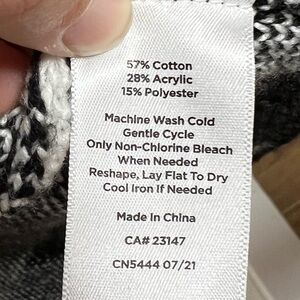 57% Cotton
28% Acrylic
15% Polyester
Machine Wash Cold
Gentle Cycle
Only Non-Chlorine Bleach
When Needed
Reshape, Lay Flat To Dry
Cool Iron If Needed
Made In China
CA# 23147
CN5444 07/21